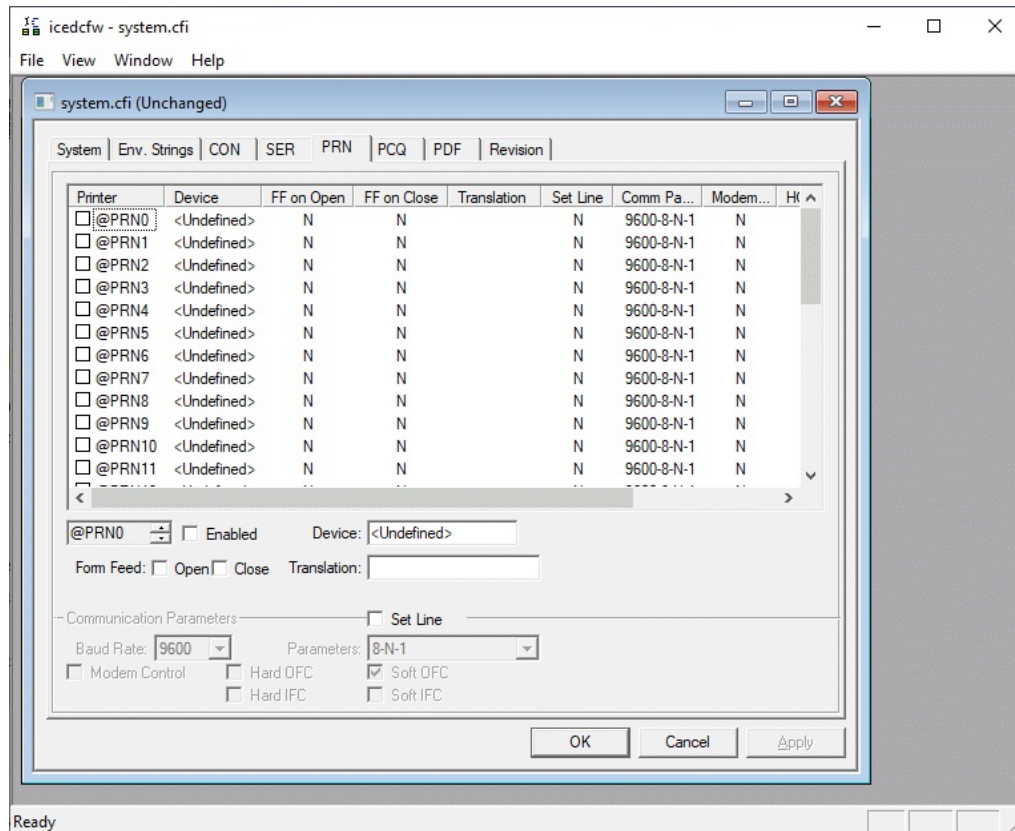 icedcfw - system.cfi
File View Window Help
system.cfi (Unchanged)
System Env. Strings CON SER PRN PCQ PDF Revision
Printer Device FF on Open FF on Close Translation Set Line Comm Pa... Modem...
@PRN0 <Undefined> N N N 9600-8-N-1 N
@PRN1 <Undefined> N N N 9600-8-N-1 N
@PRN2 <Undefined> N N N 9600-8-N-1 N
@PRN3 <Undefined> N N N 9600-8-N-1 N
@PRN4 <Undefined> N N N 9600-8-N-1 N
@PRN5 <Undefined> N N N 9600-8-N-1 N
@PRN6 <Undefined> N N N 9600-8-N-1 N
@PRN7 <Undefined> N N N 9600-8-N-1 N
@PRN8 <Undefined> N N N 9600-8-N-1 N
@PRN9 <Undefined> N N N 9600-8-N-1 N
@PRN10 <Undefined> N N N 9600-8-N-1 N
@PRN11 <Undefined> N N N 9600-8-N-1 N
@PRN0 Enabled Device: <Undefined>
Form Feed: Open Close Translation:
Communication Parameters Set Line
Baud Rate: 9600 Parameters: 8-N-1
Modem Control Hard OFC Soft OFC
Hard IFC Soft IFC
OK Cancel Apply
Ready